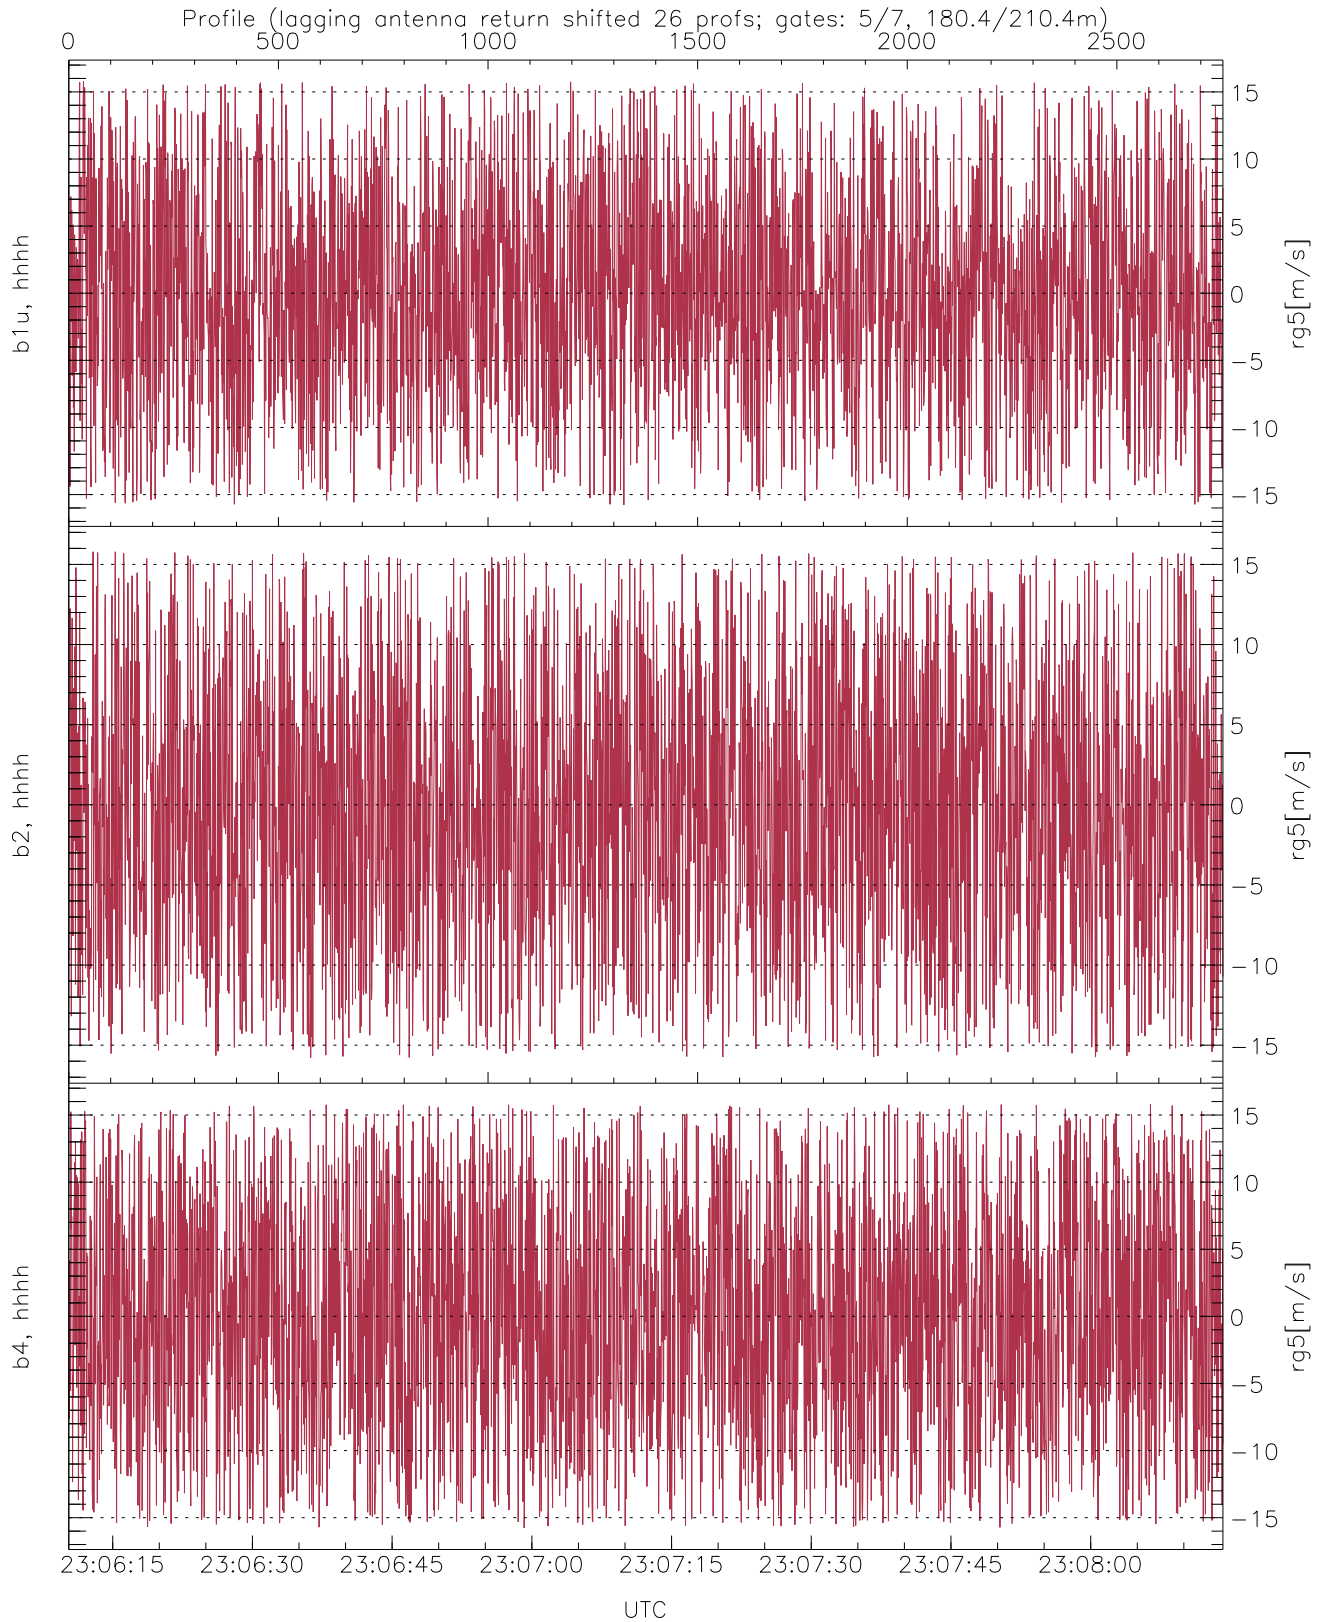 Profile (lagging antenna return shifted 26 profs; gates: 5/7, 180.4/210.4m)
0 500 1000 1500 2000 2500
15
10
5
0
−5
−10
−15
b1u, hhhh
rg5[m/s]
15
10
5
0
−5
−10
−15
b2, hhhh
rg5[m/s]
15
10
5
0
−5
−10
−15
b4, hhhh
rg5[m/s]
23:06:15 23:06:30 23:06:45 23:07:00 23:07:15 23:07:30 23:07:45 23:08:00
UTC